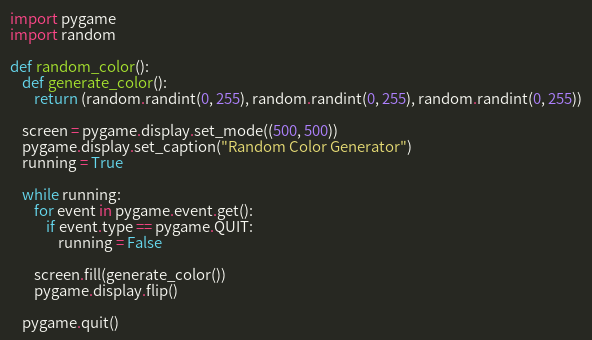 import pygame
import random
def random_color():
    def generate_color():
        return (random.randint(0, 255), random.randint(0, 255), random.randint(0, 255))
    screen = pygame.display.set_mode((500, 500))
    pygame.display.set_caption("Random Color Generator")
    running = True
    while running:
        for event in pygame.event.get():
            if event.type == pygame.QUIT:
                running = False
        screen.fill(generate_color())
        pygame.display.flip()
    pygame.quit()